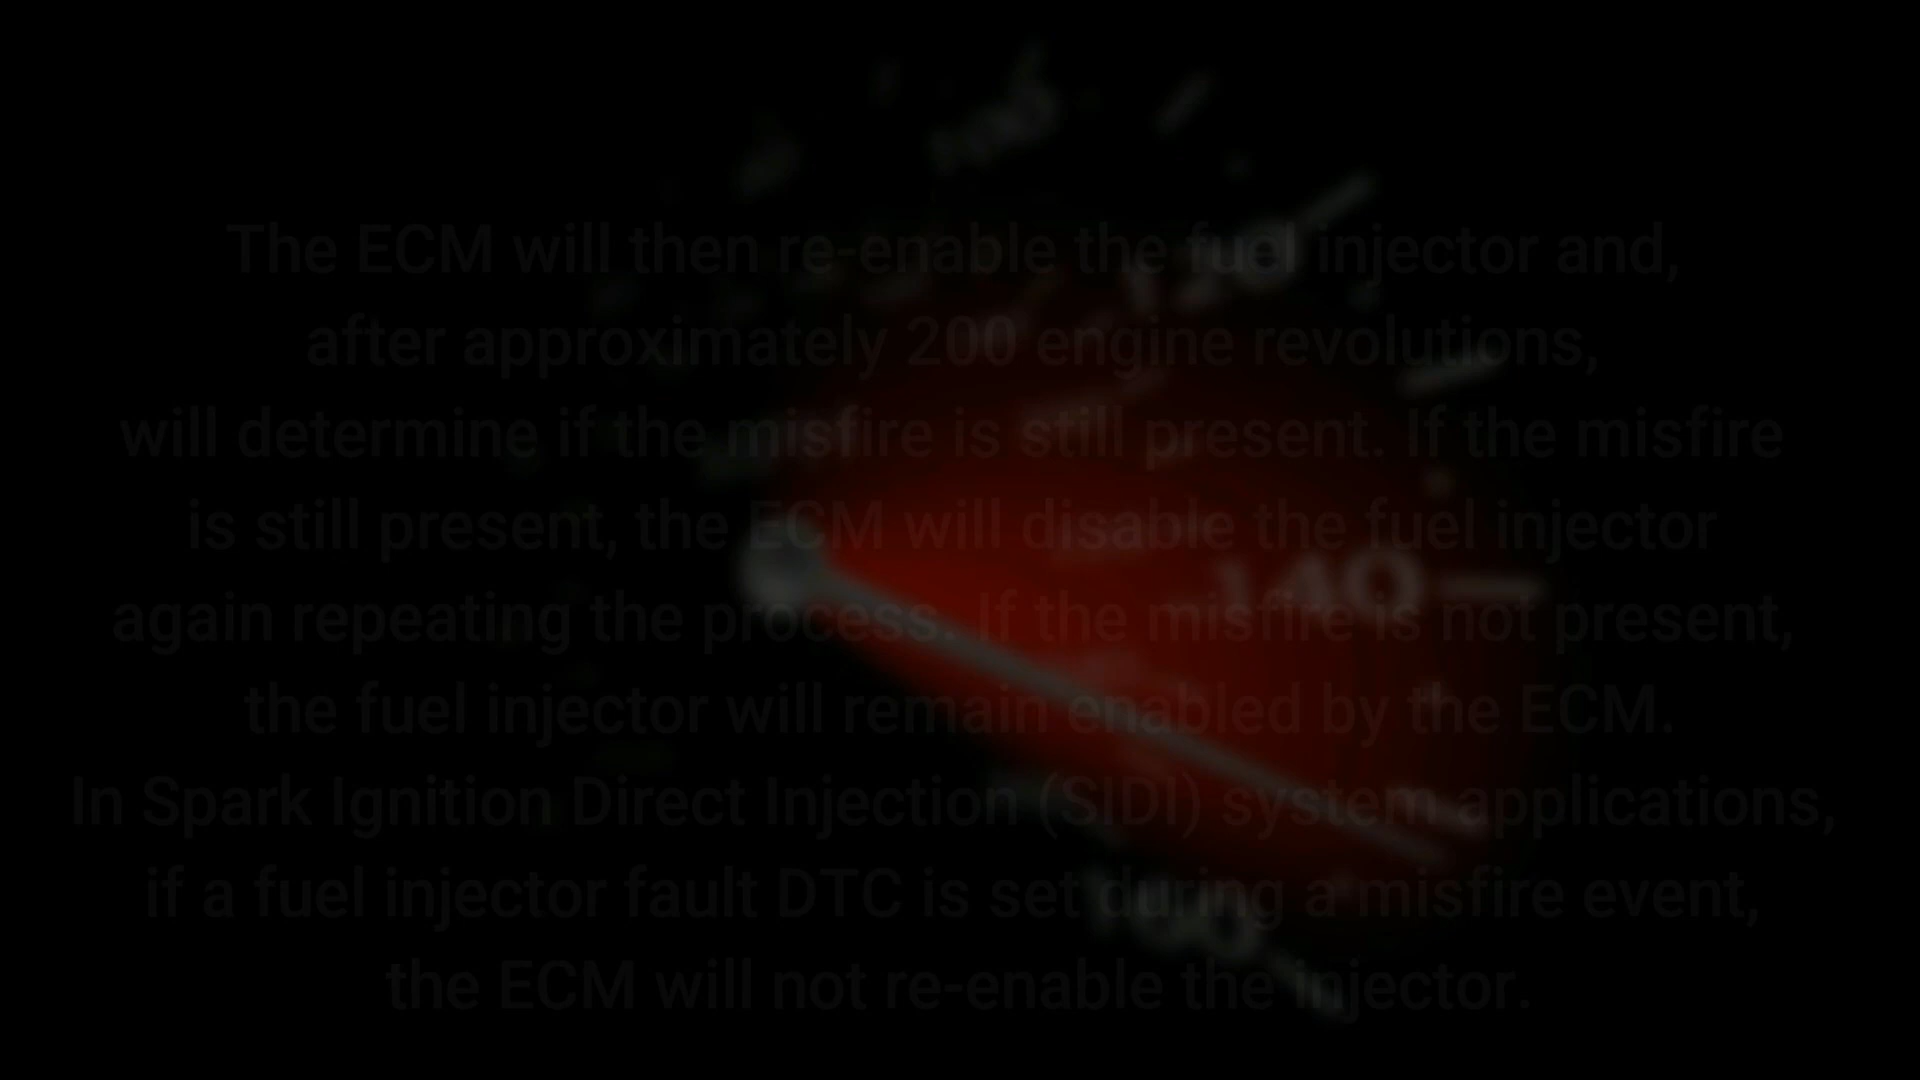 The ECM will then re-enable the fuel injector and,
after approximately 200 engine revolutions,
will determine if the misfire is still present. If the misfire
is still present, the ECM will disable the fuel injector
again repeating the process. If the misfire is not present,
the fuel injector will remain enabled by the ECM.
In Spark Ignition Direct Injection (SIDI) system applications,
if a fuel injector fault DTC is set during a misfire event,
the ECM will not re-enable the injector.
120
140
160